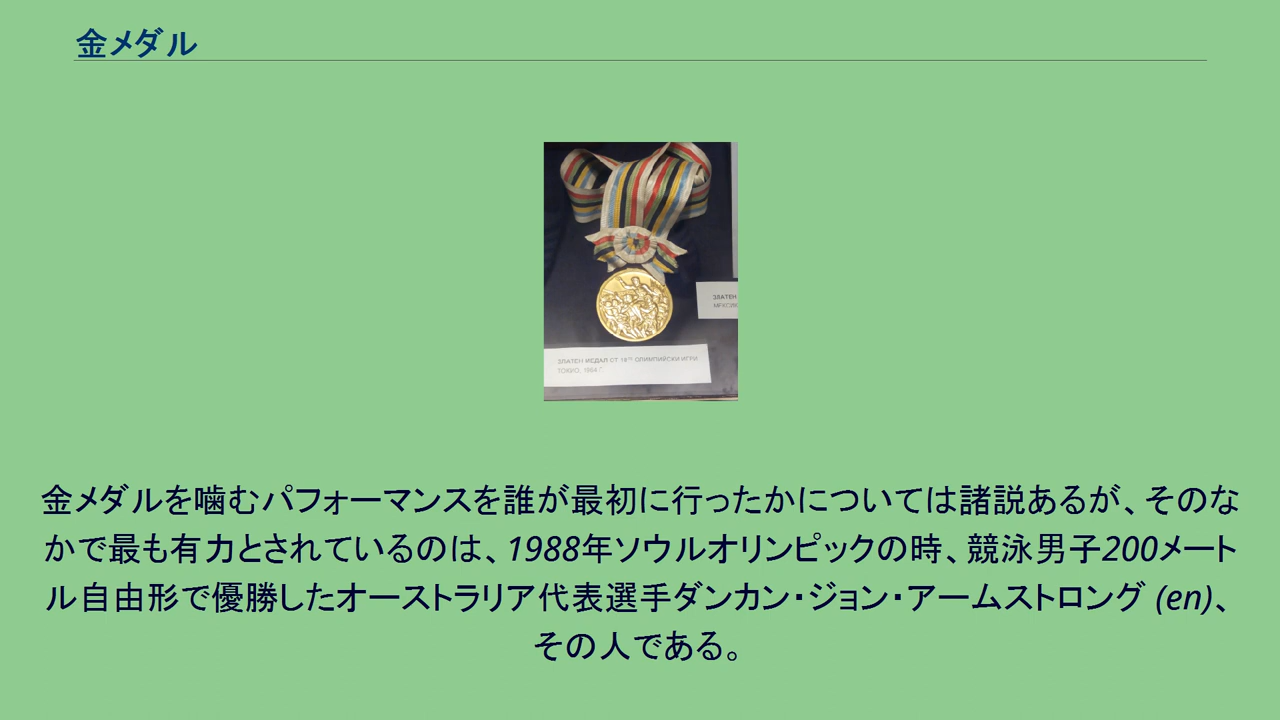 金メダル
ЗЛАТЕН
МЕКСИК
ЗЛАТЕН МЕДАЛ ОТ 18ТЕ ОЛИМПИЙСКИ ИГРИ
ТОКИО, 1964 Г.
金メダルを噛むパフォーマンスを誰が最初に行ったかについては諸説あるが、そのな
かで最も有力とされているのは、1988年ソウルオリンピックの時、競泳男子200メート
ル自由形で優勝したオーストラリア代表選手ダンカン・ジョン・アームストロング (en)、
その人である。